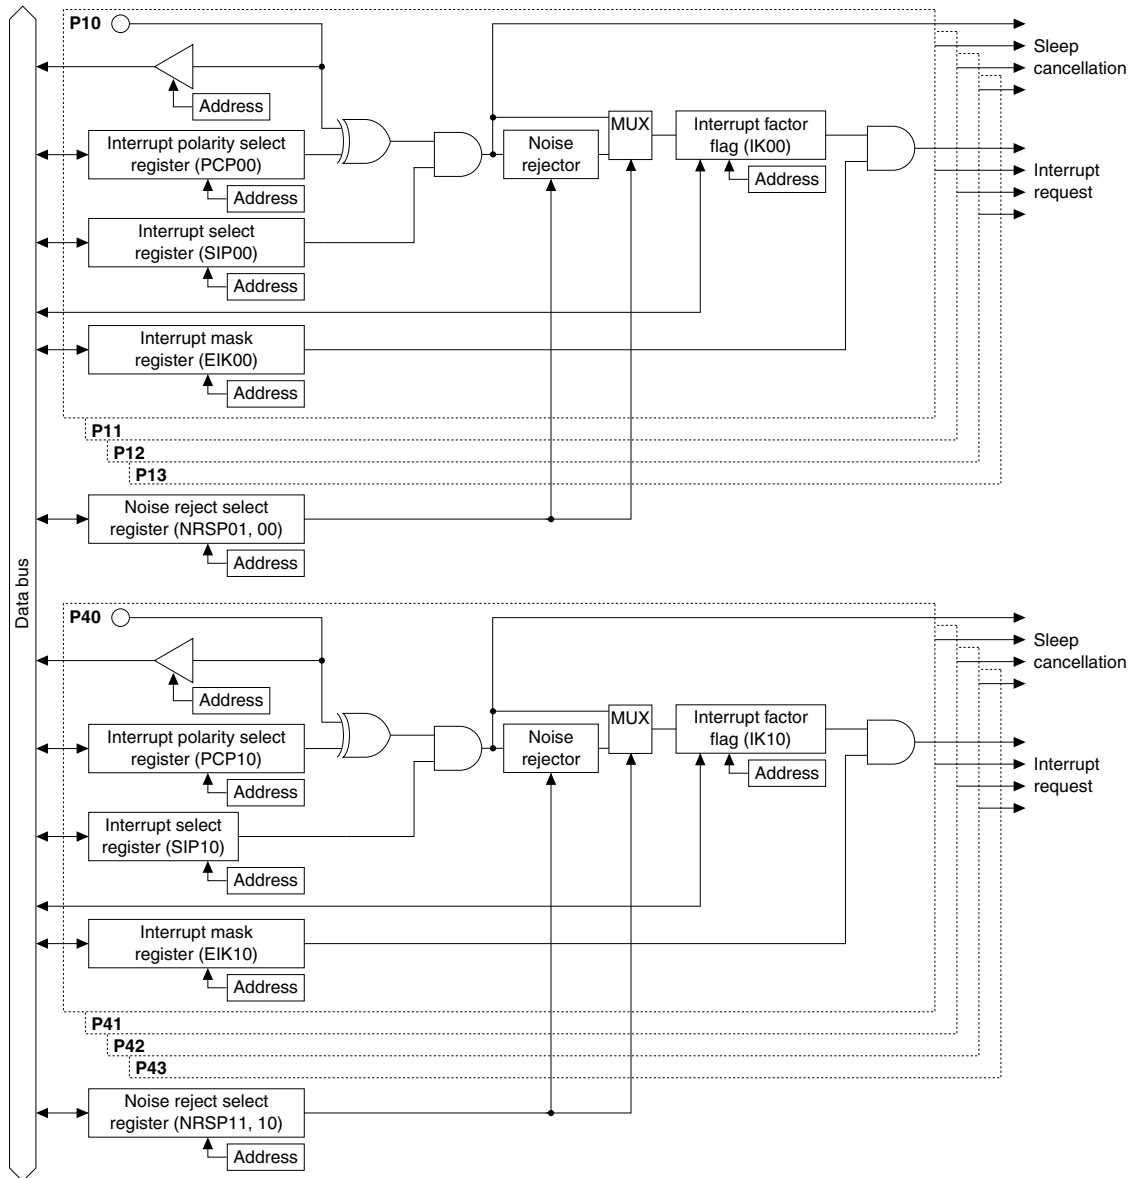 P10
Sleep
cancellation
Address
Interrupt polarity select
register (PCP00)
Address
Noise
rejector
MUX
Interrupt factor
flag (IK00)
Address
Interrupt
request
Interrupt select
register (SIP00)
Address
Interrupt mask
register (EIK00)
Address
P11
P12
P13
Noise reject select
register (NRSP01, 00)
Address
Data bus
P40
Sleep
cancellation
Address
Interrupt polarity select
register (PCP10)
Address
Noise
rejector
MUX
Interrupt factor
flag (IK10)
Address
Interrupt
request
Interrupt select
register (SIP10)
Address
Interrupt mask
register (EIK10)
Address
P41
P42
P43
Noise reject select
register (NRSP11, 10)
Address